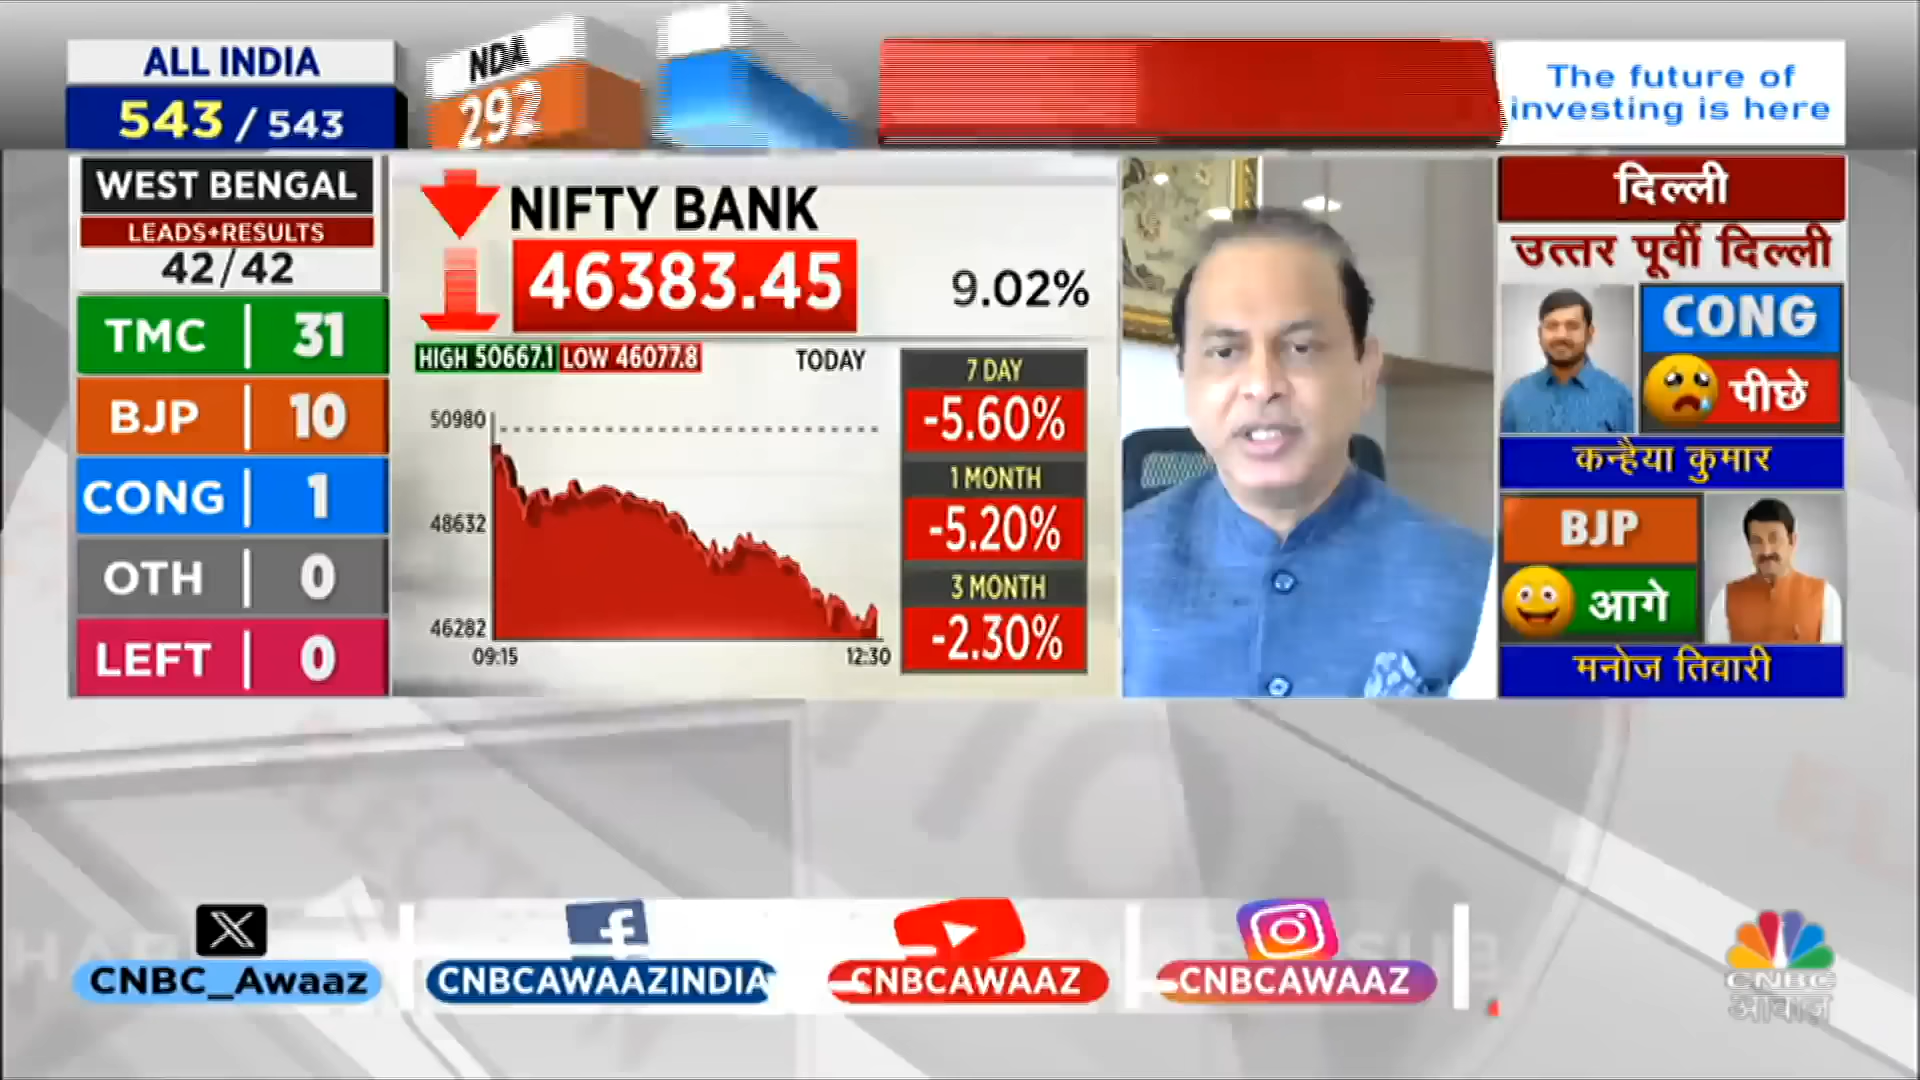 ALL INDIA
543 / 543
NDA
292
The future of
investing is here
WEST BENGAL
LEADS+RESULTS
42/42
TMC 31
BJP 10
CONG 1
OTH 0
LEFT 0
NIFTY BANK
46383.45
9.02%
HIGH 50667.1 LOW 46077.8
TODAY
50980
48632
46282
09:15
12:30
7 DAY
-5.60%
1 MONTH
-5.20%
3 MONTH
-2.30%
दिल्ली
उत्तर पूर्वी दिल्ली
CONG
पीछे
कन्हैया कुमार
BJP
आगे
मनोज तिवारी
CNBC_Awaaz
CNBCAWAAZINDIA
CNBCAWAAZ
CNBCAWAAZ
CNBC
आवाज़